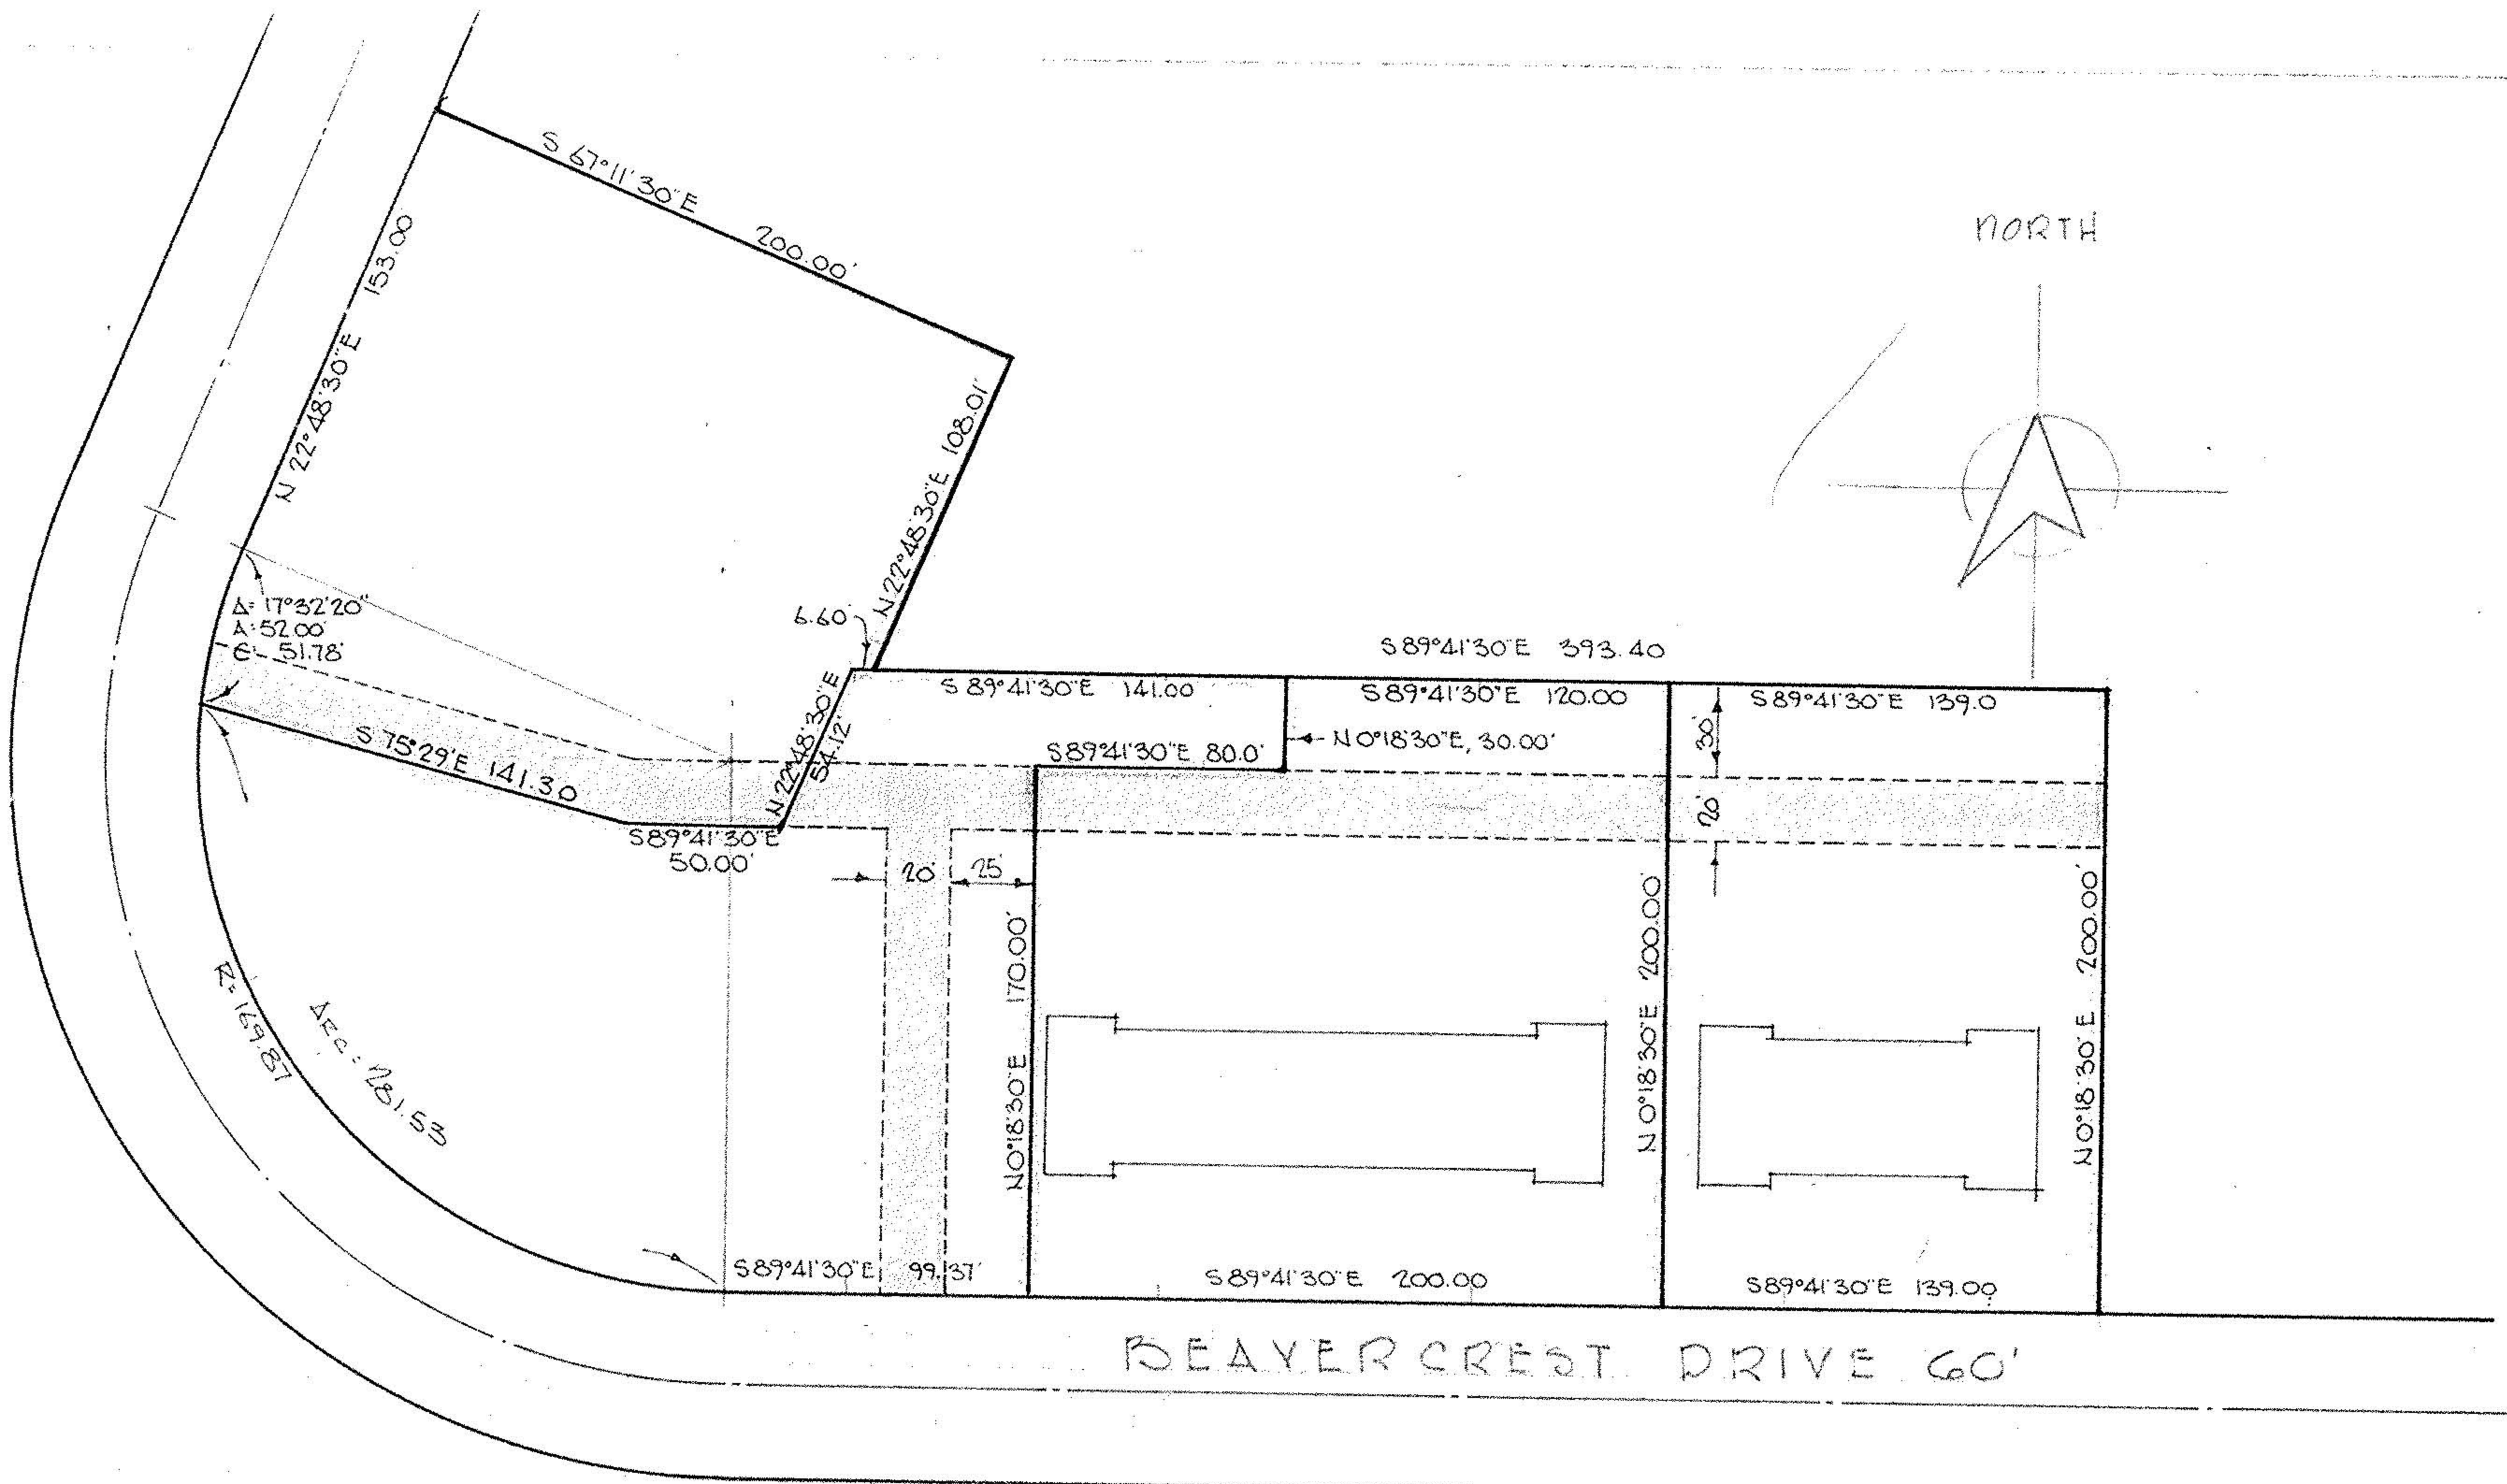 NORTH
S 67°11'30"E 200.00'
N 22°48'30"E 153.00
N 22°48'30"E 108.01'
Δ= 17°32'20"
A=52.00'
C= 51.78'
6.60'
S 89°41'30"E 393.40
S 89°41'30"E 141.00
S 89°41'30"E 120.00
S 89°41'30"E 139.0
N 22°48'30"E
54.12'
S 89°41'30"E 80.0'
N 0°18'30"E, 30.00'
30'
20'
S 75°29'E 141.30
S 89°41'30"E
50.00'
20'
25'
N 0°18'30"E 170.00'
N 0°18'30"E 200.00'
N 0°18'30"E 200.00'
R=169.87
Arc=281.53
S 89°41'30"E 99.37'
S 89°41'30"E 200.00
S 89°41'30"E 139.00
BEAVERCREST DRIVE 60'